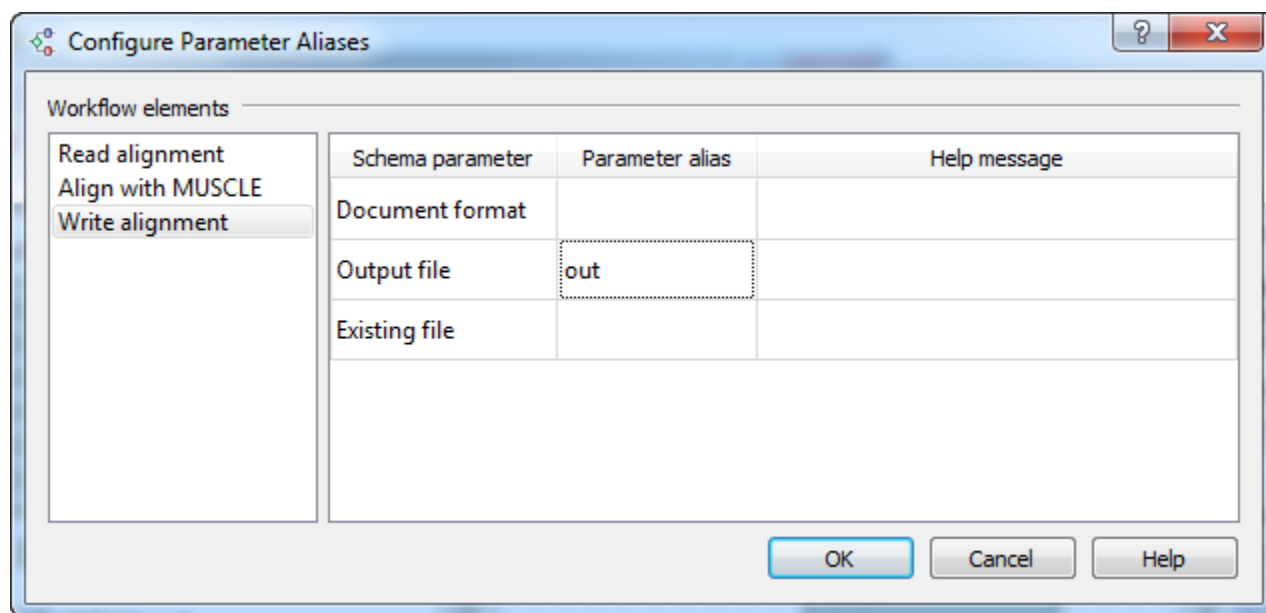 Configure Parameter Aliases
Workflow elements
Read alignment
Align with MUSCLE
Write alignment
Schema parameter Parameter alias Help message
Document format
Output file out
Existing file
OK Cancel Help